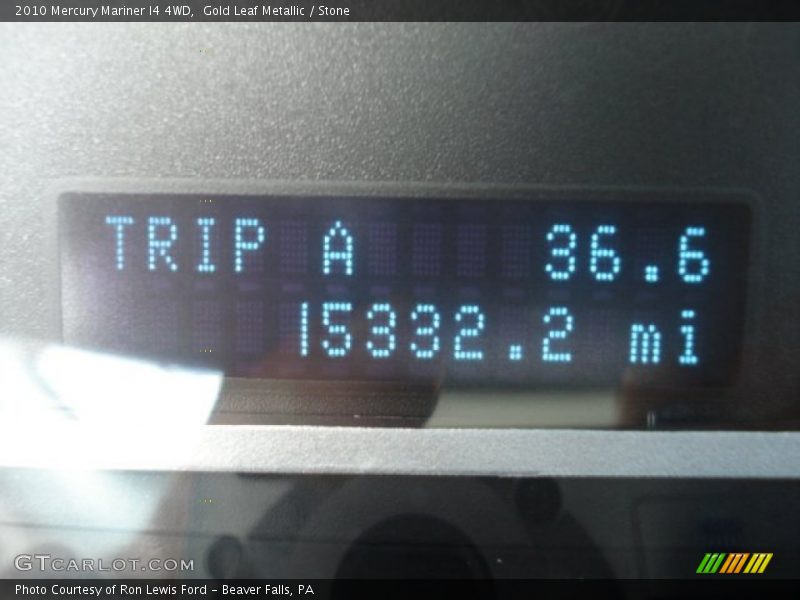 2010 Mercury Mariner I4 4WD,  Gold Leaf Metallic / Stone
TRIP A 36.6
15332.2 mi
GTCARLOT.COM
Photo Courtesy of Ron Lewis Ford - Beaver Falls, PA